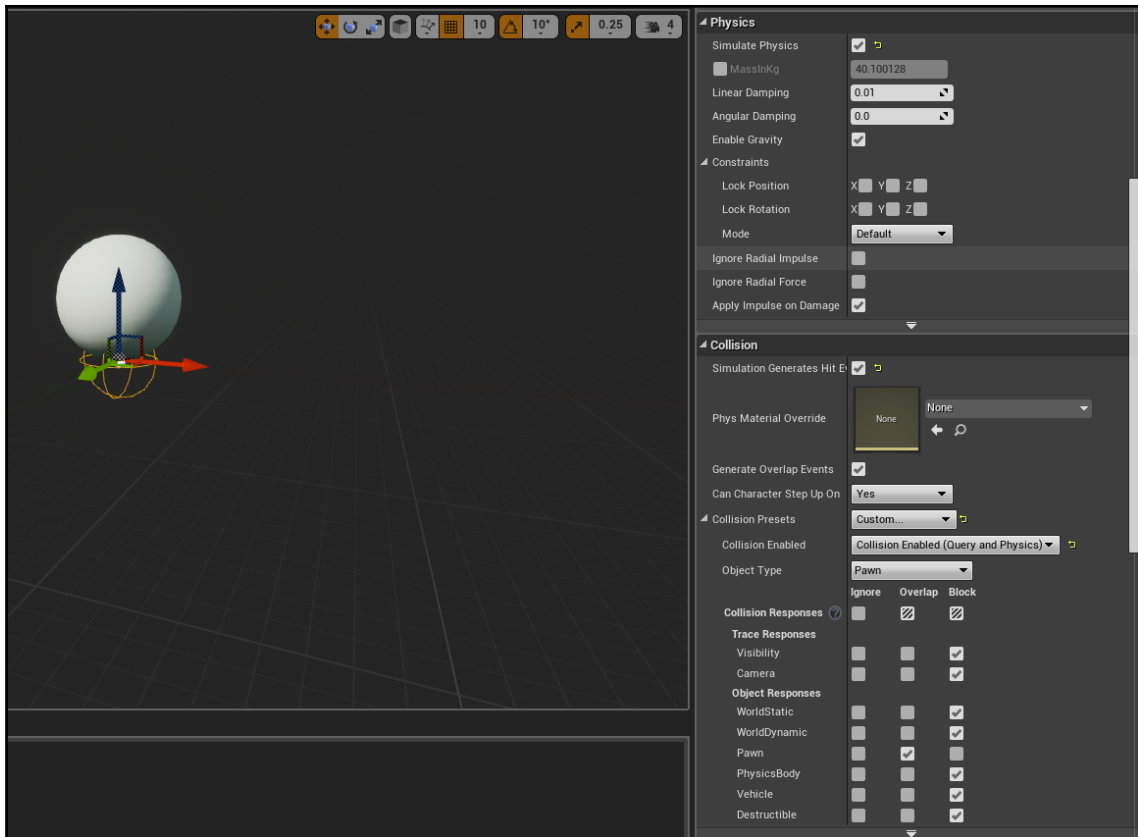 10 10° 0.25 4
Physics
Simulate Physics
MassInKg 40.100128
Linear Damping 0.01
Angular Damping 0.0
Enable Gravity
Constraints
Lock Position X Y Z
Lock Rotation X Y Z
Mode Default
Ignore Radial Impulse
Ignore Radial Force
Apply Impulse on Damage
Collision
Simulation Generates Hit Ev
Phys Material Override None None
Generate Overlap Events
Can Character Step Up On Yes
Collision Presets Custom...
Collision Enabled Collision Enabled (Query and Physics)
Object Type Pawn
Ignore Overlap Block
Collision Responses ?
Trace Responses
Visibility
Camera
Object Responses
WorldStatic
WorldDynamic
Pawn
PhysicsBody
Vehicle
Destructible